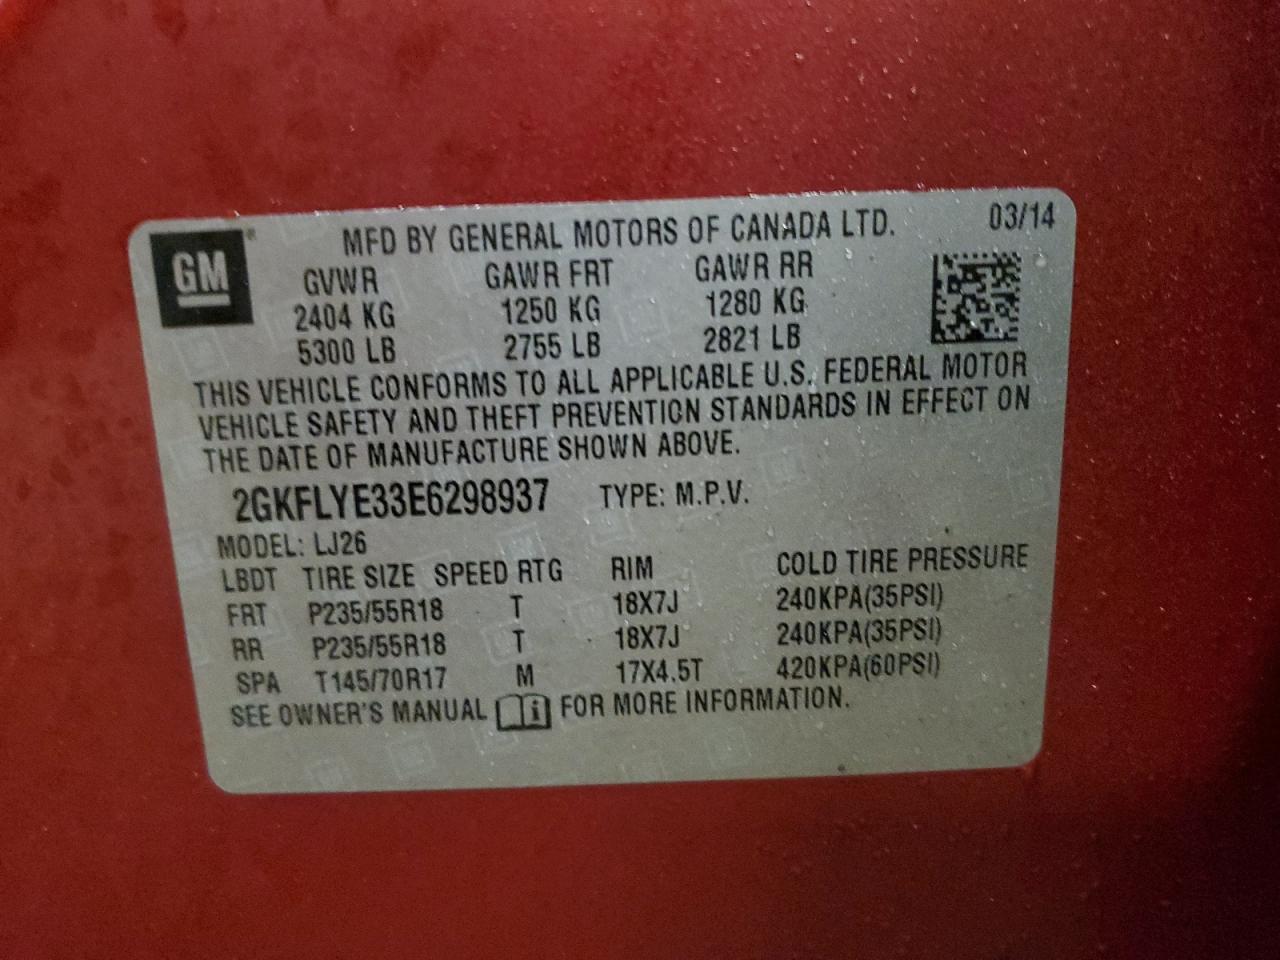 GM
MFD BY GENERAL MOTORS OF CANADA LTD. 03/14
GVWR GAWR FRT GAWR RR
2404 KG 1250 KG 1280 KG
5300 LB 2755 LB 2821 LB
THIS VEHICLE CONFORMS TO ALL APPLICABLE U.S. FEDERAL MOTOR
VEHICLE SAFETY AND THEFT PREVENTION STANDARDS IN EFFECT ON
THE DATE OF MANUFACTURE SHOWN ABOVE.
2GKFLYE33E6298937 TYPE: M.P.V.
MODEL: LJ26
LBDT TIRE SIZE SPEED RTG RIM COLD TIRE PRESSURE
FRT P235/55R18 T 18X7J 240KPA(35PSI)
RR P235/55R18 T 18X7J 240KPA(35PSI)
SPA T145/70R17 M 17X4.5T 420KPA(60PSI)
SEE OWNER'S MANUAL i FOR MORE INFORMATION.